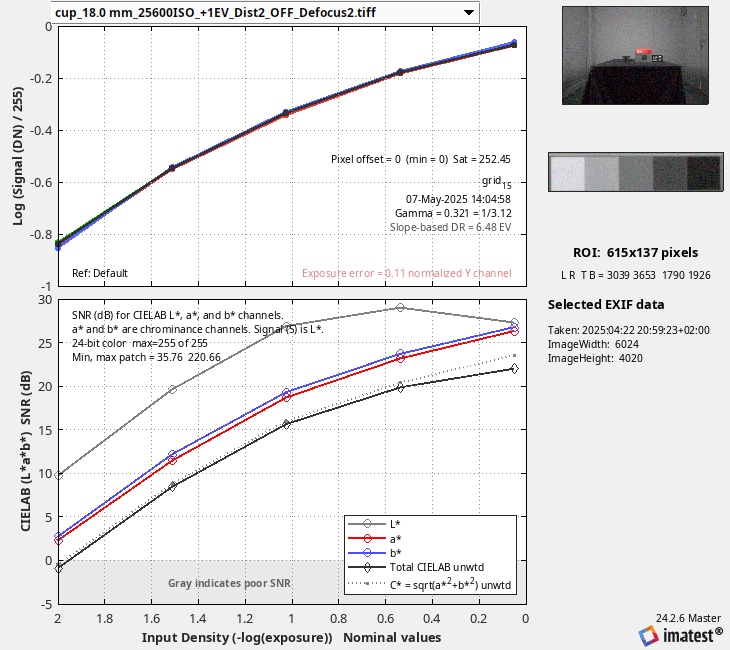 cup_18.0 mm_25600ISO_+1EV_Dist2_OFF_Defocus2.tiff
0
-0.2
-0.4
-0.6
-0.8
-1
Log (Signal (DN) / 255)
Pixel offset = 0 (min = 0) Sat = 252.45
grid15
07-May-2025 14:04:58
Gamma = 0.321 = 1/3.12
Slope-based DR = 6.48 EV
Ref: Default
Exposure error = 0.11 normalized Y channel
ROI: 615x137 pixels
L R T B = 3039 3653 1790 1926
Selected EXIF data
Taken: 2025:04:22 20:59:23+02:00
ImageWidth: 6024
ImageHeight: 4020
30
25
20
15
10
5
0
-5
CIELAB (L*a*b*) SNR (dB)
SNR (dB) for CIELAB L*, a*, and b* channels.
a* and b* are chrominance channels. Signal (S) is L*.
24-bit color max=255 of 255
Min, max patch = 35.76 220.66
L*
a*
b*
Total CIELAB unwtd
C* = sqrt(a*2+b*2) unwtd
Gray indicates poor SNR
2
1.8
1.6
1.4
1.2
1
0.8
0.6
0.4
0.2
0
Input Density (-log(exposure)) Nominal values
24.2.6 Master
imatest®